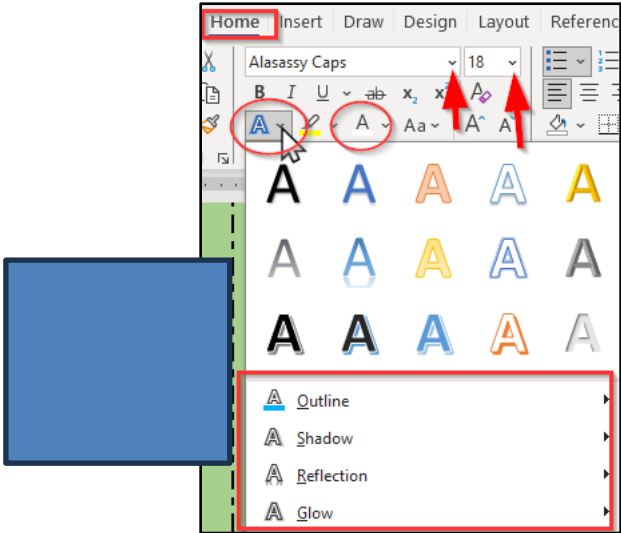 Home Insert Draw Design Layout Referenc
Alasassy Caps 18
B I U ab x₂ x² A
A A Aa A^ A
A A A A A
A A A A A
A A A A A
Outline
Shadow
Reflection
Glow